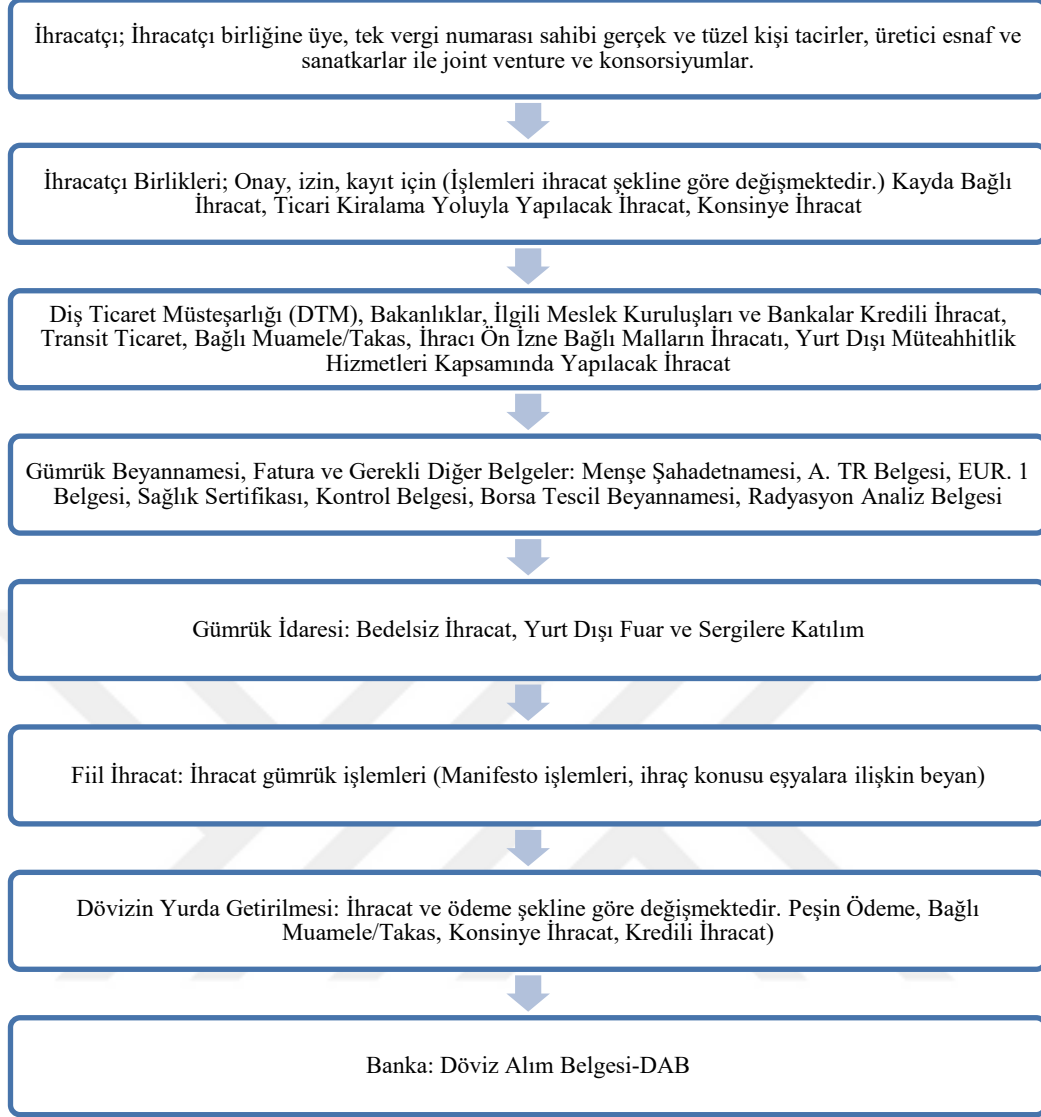 İhracatçı; İhracatçı birliğine üye, tek vergi numarası sahibi gerçek ve tüzel kişi tacirler, üretici esnaf ve
sanatkarlar ile joint venture ve konsorsiyumlar.
İhracatçı Birlikleri; Onay, izin, kayıt için (İşlemleri ihracat şekline göre değişmektedir.) Kayda Bağlı
İhracat, Ticari Kiralama Yoluyla Yapılacak İhracat, Konsinye İhracat
Diş Ticaret Müsteşarlığı (DTM), Bakanlıklar, İlgili Meslek Kuruluşları ve Bankalar Kredili İhracat,
Transit Ticaret, Bağlı Muamele/Takas, İhracı Ön İzne Bağlı Malların İhracatı, Yurt Dışı Müteahhitlik
Hizmetleri Kapsamında Yapılacak İhracat
Gümrük Beyannamesi, Fatura ve Gerekli Diğer Belgeler: Menşe Şahadetnamesi, A. TR Belgesi, EUR. 1
Belgesi, Sağlık Sertifikası, Kontrol Belgesi, Borsa Tescil Beyannamesi, Radyasyon Analiz Belgesi
Gümrük İdaresi: Bedelsiz İhracat, Yurt Dışı Fuar ve Sergilere Katılım
Fiil İhracat: İhracat gümrük işlemleri (Manifesto işlemleri, ihraç konusu eşyalara ilişkin beyan)
Dövizin Yurda Getirilmesi: İhracat ve ödeme şekline göre değişmektedir. Peşin Ödeme, Bağlı
Muamele/Takas, Konsinye İhracat, Kredili İhracat)
Banka: Döviz Alım Belgesi-DAB